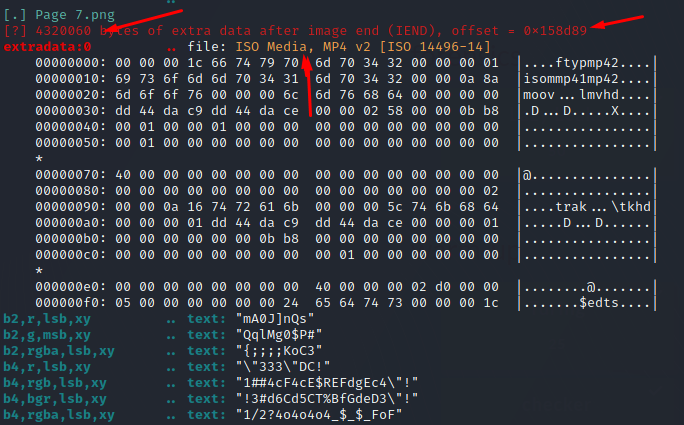 [.] Page 7.png
[?] 4320060 bytes of extra data after image end (IEND), offset = 0×158d89
extradata:0 .. file: ISO Media, MP4 v2 [ISO 14496-14]
00000000: 00 00 00 1c 66 74 79 70 6d 70 34 32 00 00 00 01 |....ftypmp42....|
00000010: 69 73 6f 6d 6d 70 34 31 6d 70 34 32 00 00 0a 8a |isommp41mp42....|
00000020: 6d 6f 6f 76 00 00 00 6c 6d 76 68 64 00 00 00 00 |moov...lmvhd....|
00000030: dd 44 da c9 dd 44 da ce 00 00 02 58 00 00 0b b8 |.D...D.....X....|
00000040: 00 01 00 00 01 00 00 00 00 00 00 00 00 00 00 00 |................|
00000050: 00 01 00 00 00 00 00 00 00 00 00 00 00 00 00 00 |................|
*
00000070: 40 00 00 00 00 00 00 00 00 00 00 00 00 00 00 00 |@...............|
00000080: 00 00 00 00 00 00 00 00 00 00 00 00 00 00 00 02 |................|
00000090: 00 00 0a 16 74 72 61 6b 00 00 00 5c 74 6b 68 64 |....trak...\tkhd|
000000a0: 00 00 00 01 dd 44 da c9 dd 44 da ce 00 00 00 01 |.....D...D......|
000000b0: 00 00 00 00 00 00 0b b8 00 00 00 00 00 00 00 00 |................|
000000c0: 00 00 00 00 00 00 00 00 00 01 00 00 00 00 00 00 |................|
*
000000e0: 00 00 00 00 00 00 00 00 40 00 00 00 02 d0 00 00 |........@.......|
000000f0: 05 00 00 00 00 00 00 24 65 64 74 73 00 00 00 1c |.......$edts....|
b2,r,lsb,xy .. text: "mA0J]nQs"
b2,g,msb,xy .. text: "QqlMg0$P#"
b2,rgba,lsb,xy .. text: "{;;;;KoC3"
b4,r,lsb,xy .. text: "\"333\"DC!"
b4,rgb,lsb,xy .. text: "1##4cF4cE$REFdgEc4\"!"
b4,bgr,lsb,xy .. text: "!3#d6Cd5CT%BfGdeD3\"!"
b4,rgba,lsb,xy .. text: "1/2?4o4o4o4_$_$_FoF"